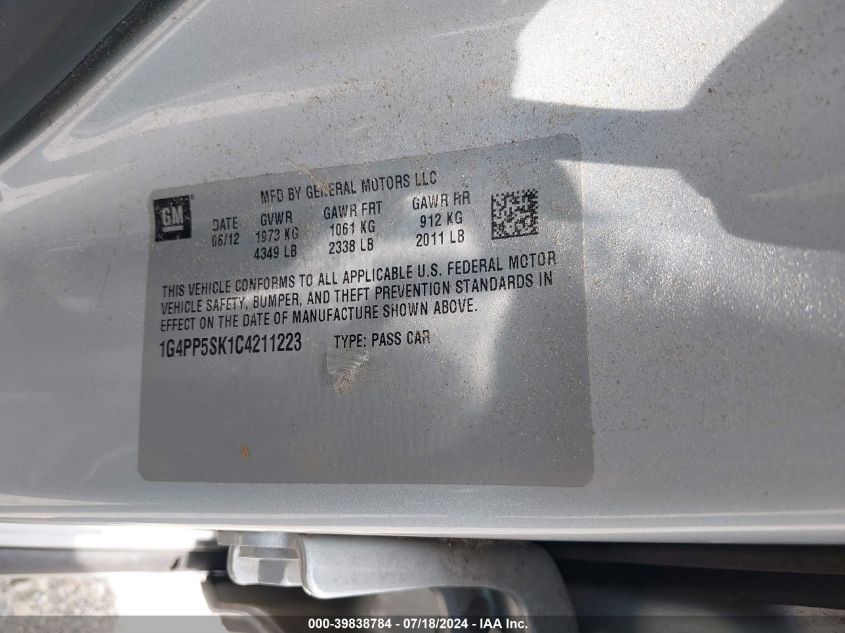 MFD BY GENERAL MOTORS LLC
GM
DATE GVWR GAWR FRT GAWR RR
06/12 1973 KG 1061 KG 912 KG
4349 LB 2338 LB 2011 LB
THIS VEHICLE CONFORMS TO ALL APPLICABLE U.S. FEDERAL MOTOR
VEHICLE SAFETY, BUMPER, AND THEFT PREVENTION STANDARDS IN
EFFECT ON THE DATE OF MANUFACTURE SHOWN ABOVE.
1G4PP5SK1C4211223 TYPE: PASS CAR
000-39838784 / 07/18/2024 / IAA Inc.